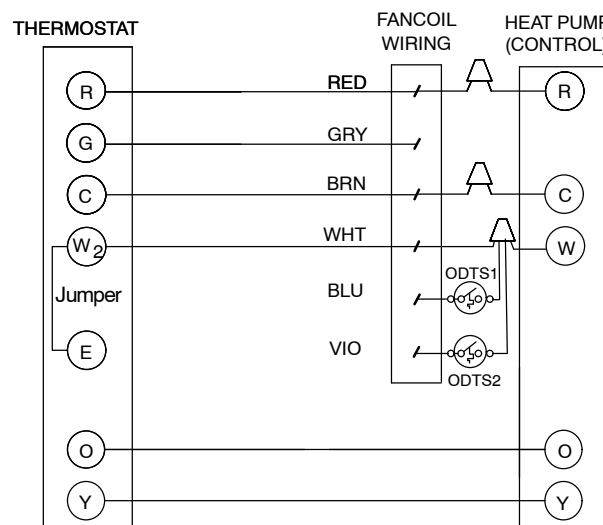 THERMOSTAT
FANCOIL
WIRING
HEAT PUMP
(CONTROL)
R RED R
G GRY
C BRN C
W2 WHT W
ODTS1
Jumper BLU
E VIO
ODTS2
O O
Y Y